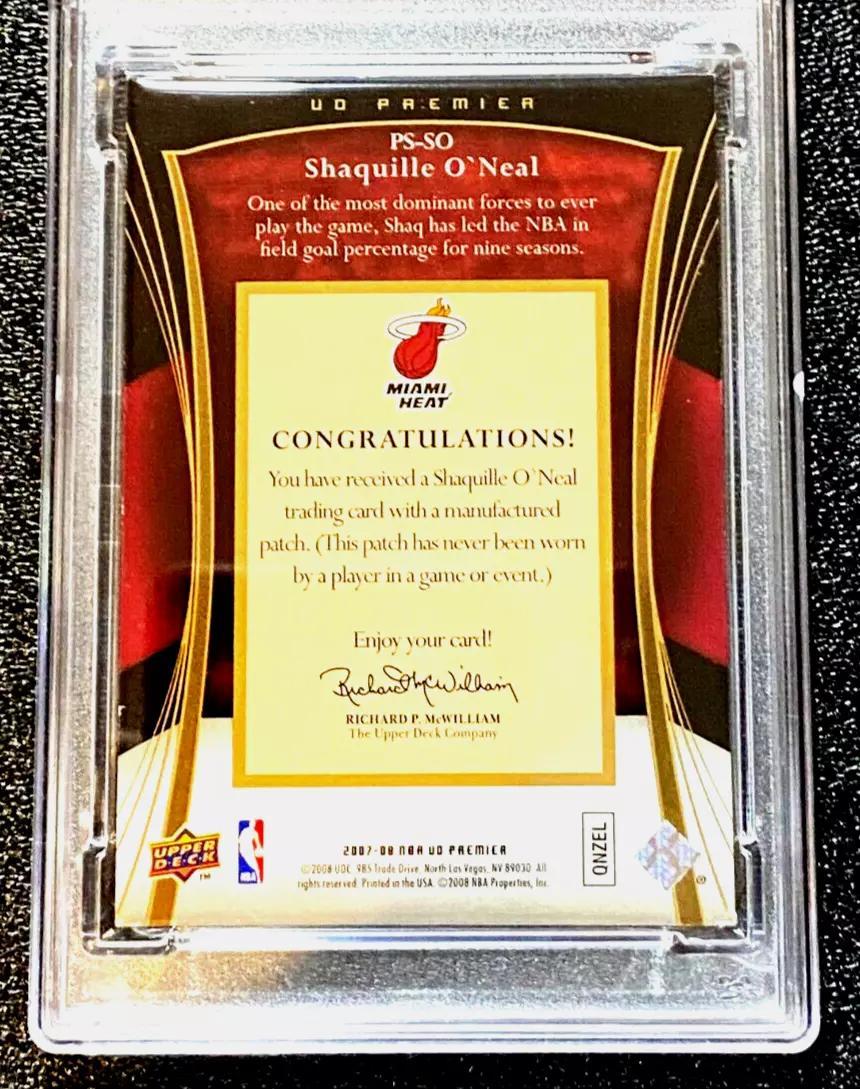 UD PREMIER
PS-SO
Shaquille O`Neal
One of the most dominant forces to ever
play the game, Shaq has led the NBA in
field goal percentage for nine seasons.
MIAMI
HEAT
CONGRATULATIONS!
You have received a Shaquille O`Neal
trading card with a manufactured
patch. (This patch has never been worn
by a player in a game or event.)
Enjoy your card!
Richard McWilliam
RICHARD P. McWILLIAM
The Upper Deck Company
UPPER
DECK
TM
NBA
2007-08 NBA UD PREMIER
©2008 UDC. 985 Trade Drive, North Las Vegas, NV 89030. All
rights reserved. Printed in the USA. ©2008 NBA Properties, Inc.
QNZEL
®